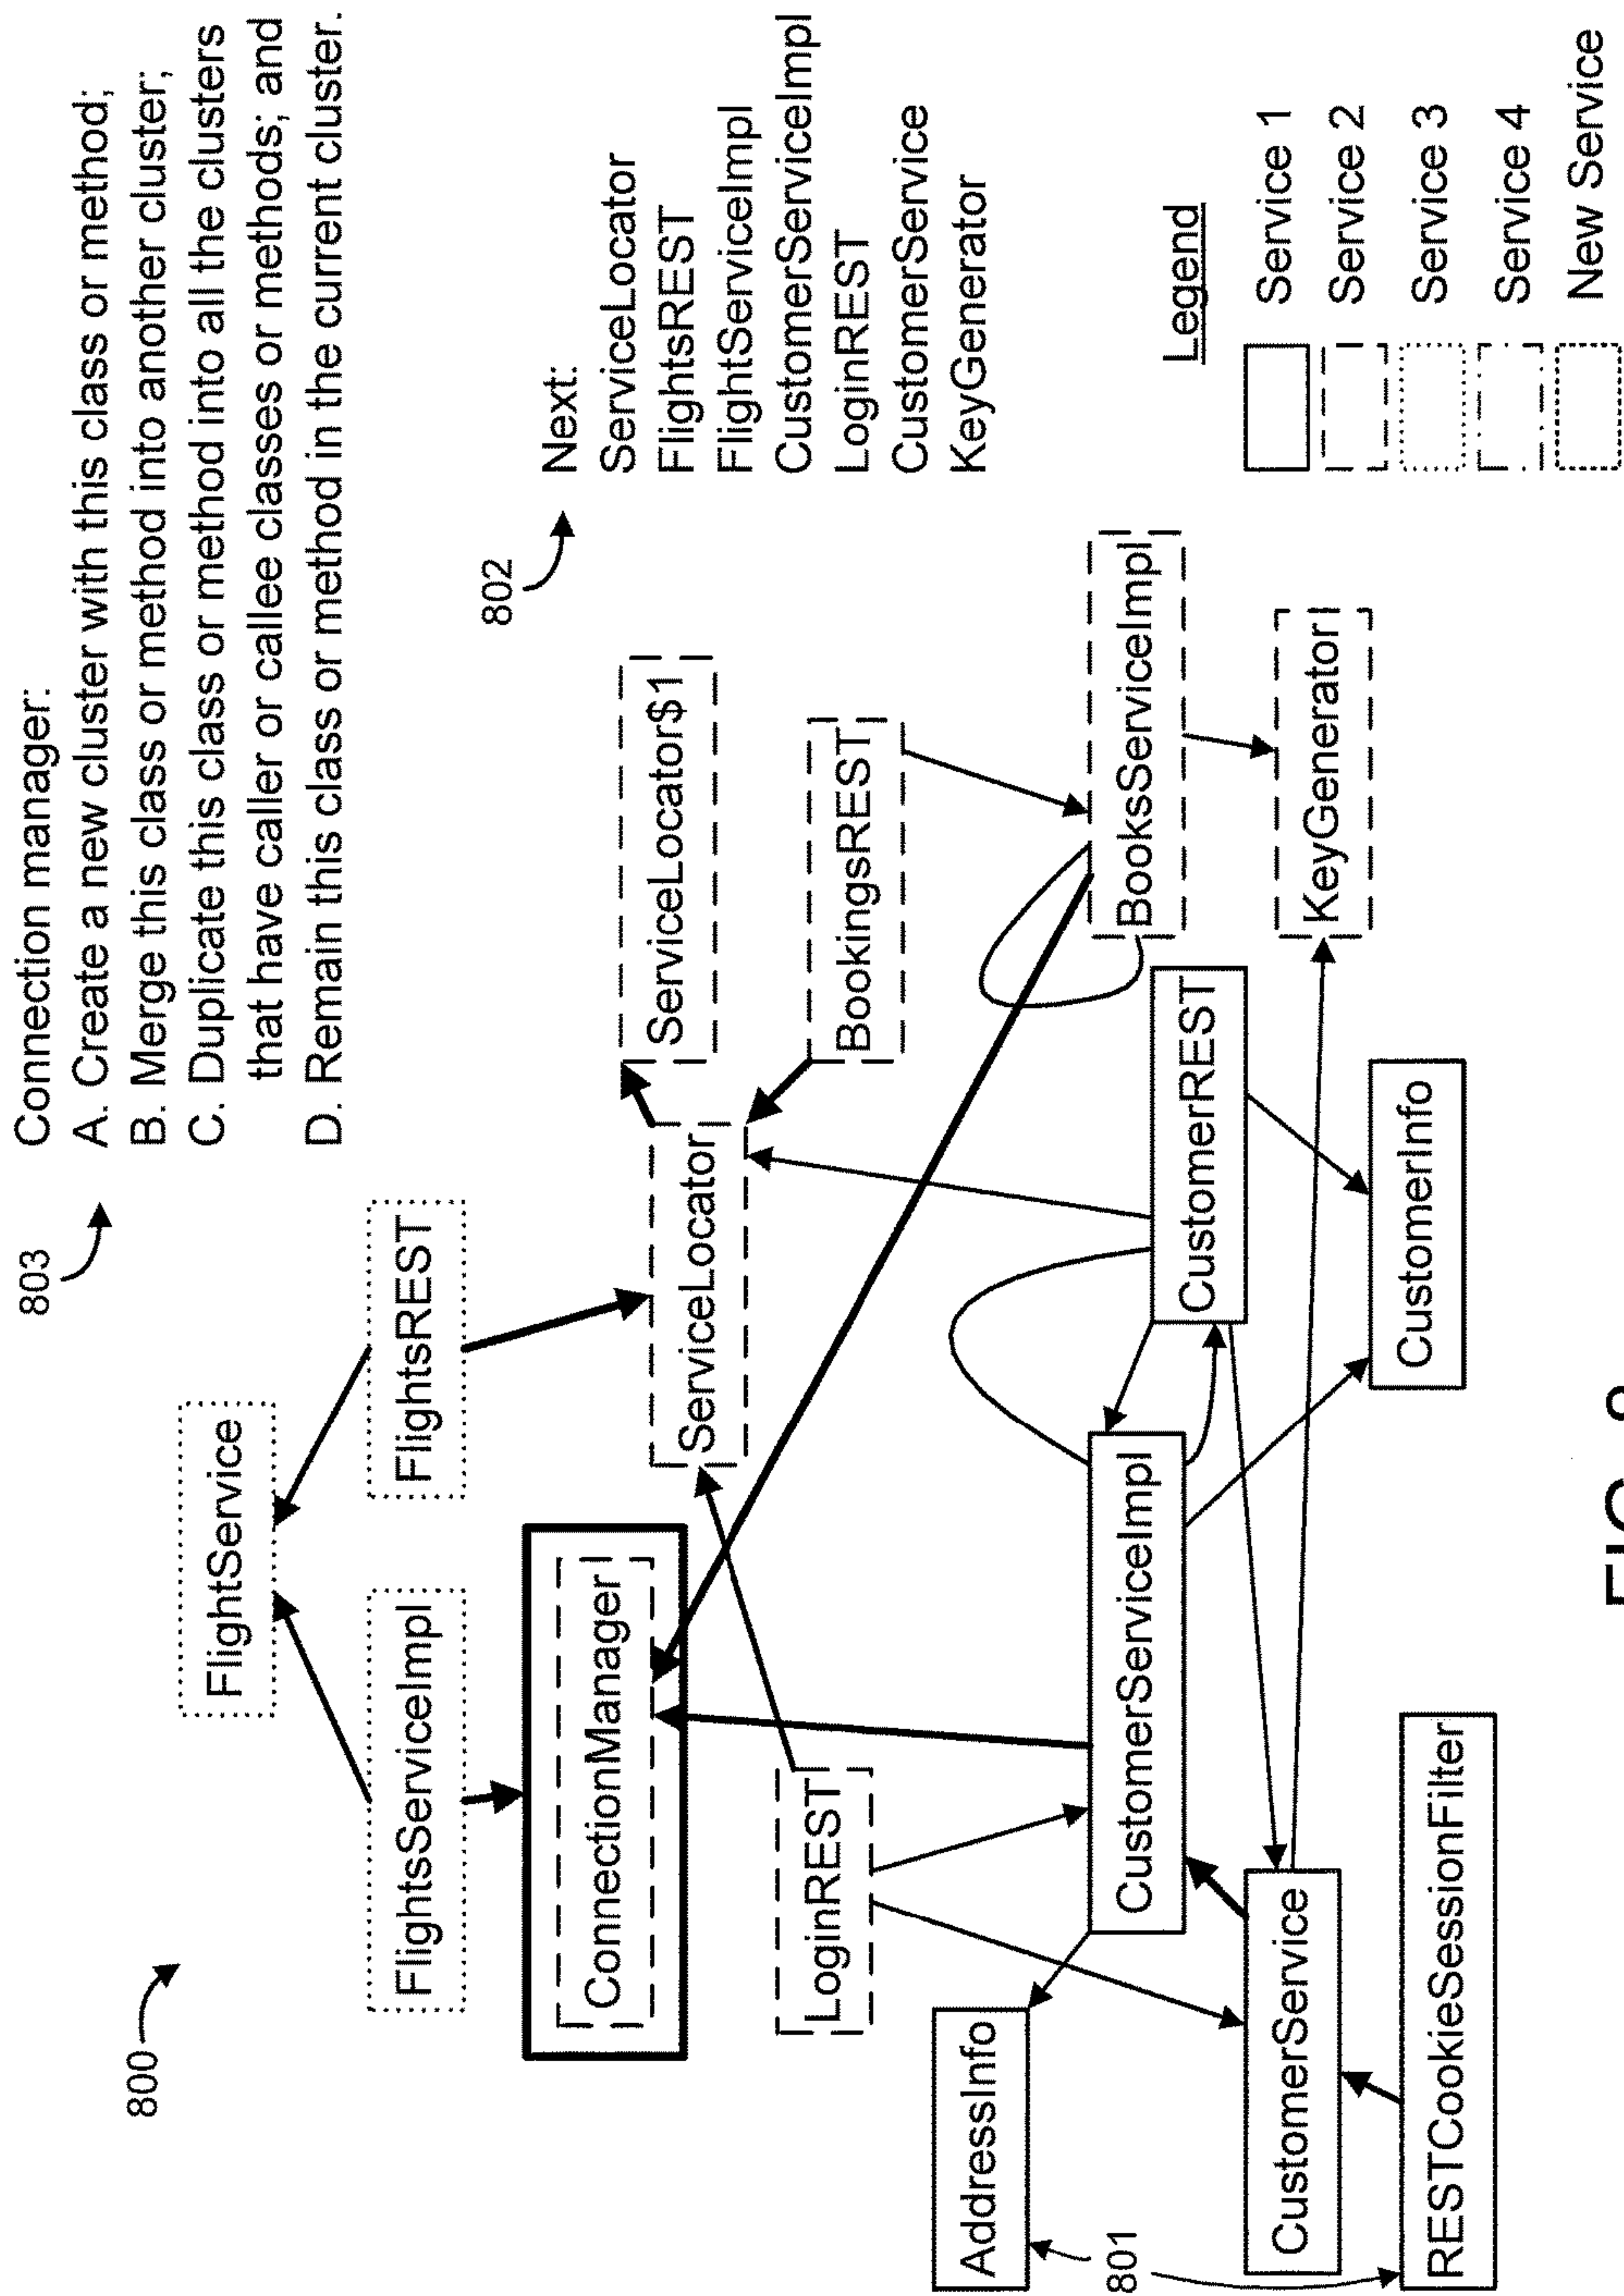 800
803
Connection manager:
A. Create a new cluster with this class or method;
B. Merge this class or method into another cluster;
C. Duplicate this class or method into all the clusters
that have caller or callee classes or methods; and
D. Remain this class or method in the current cluster.
FlightService
FlightsServiceImpl
FlightsREST
802
Next:
ServiceLocator
FlightsREST
FlightServiceImpl
CustomerServiceImpl
LoginREST
CustomerService
KeyGenerator
ConnectionManager
ServiceLocator
ServiceLocator$1
LoginREST
BookingsREST
AddressInfo
CustomerServiceImpl
CustomerREST
BooksServiceImpl
801
CustomerService
KeyGenerator
RESTCookieSessionFilter
CustomerInfo
Legend
Service 1
Service 2
Service 3
Service 4
New Service